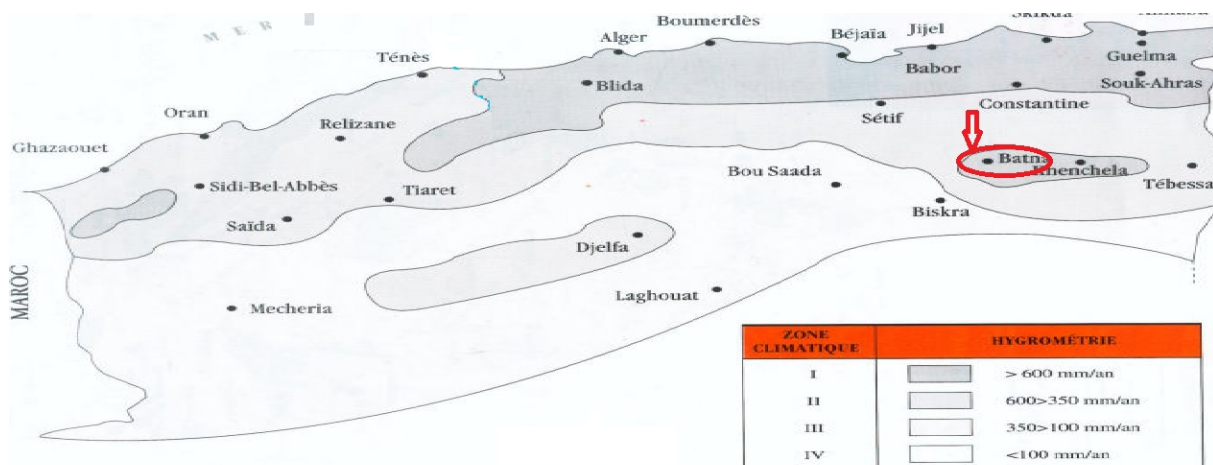 MER
Boumerdès
Jijel
Alger
Béjaïa
Ténès
Guelma
Babor
Blida
Souk-Ahras
Oran
Relizane
Constantine
Sétif
Ghazaouet
Batna
Khenchela
Sidi-Bel-Abbès
Tiaret
Bou Saada
Tébessa
Saïda
Biskra
Djelfa
MAROC
Mecheria
Laghouat
ZONE CLIMATIQUE HYGROMÉTRIE
I > 600 mm/an
II 600>350 mm/an
III 350>100 mm/an
IV <100 mm/an